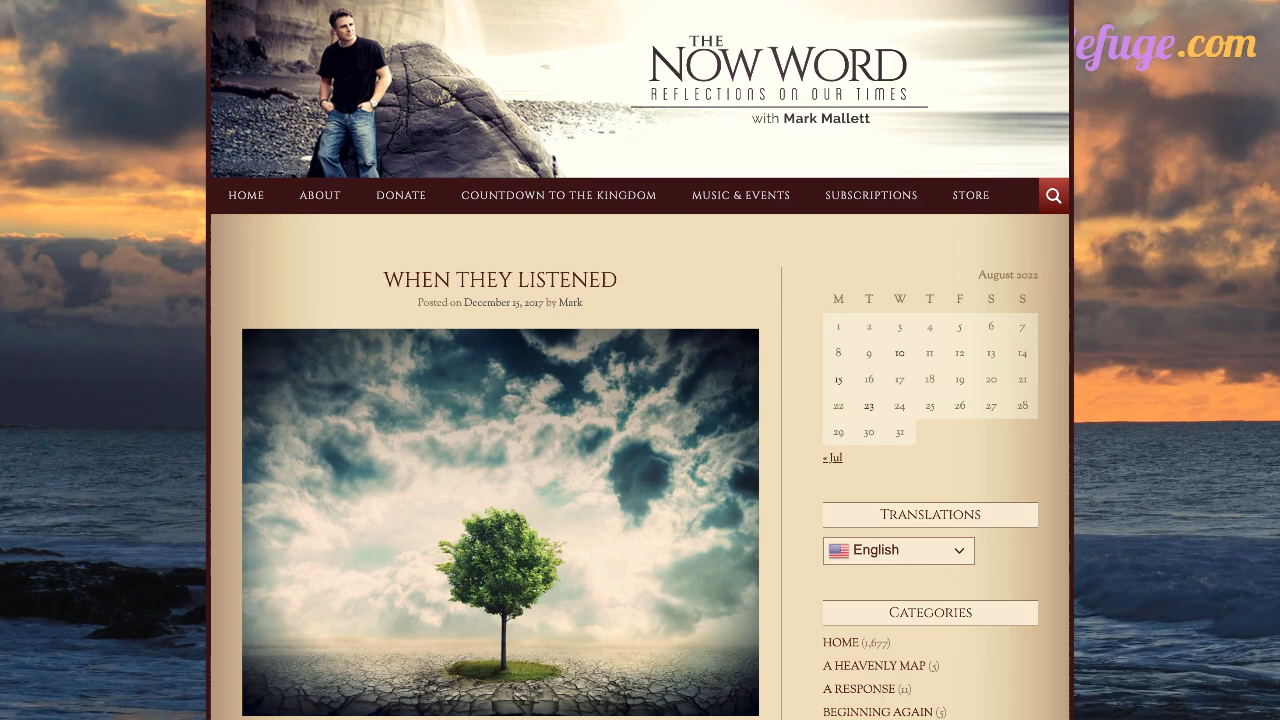 efuge.com
THE
NOW WORD
REFLECTIONS ON OUR TIMES
with Mark Mallett
HOME ABOUT DONATE COUNTDOWN TO THE KINGDOM MUSIC & EVENTS SUBSCRIPTIONS STORE
WHEN THEY LISTENED
Posted on December 15, 2017 by Mark
August 2022
M T W T F S S
1 2 3 4 5 6 7
8 9 10 11 12 13 14
15 16 17 18 19 20 21
22 23 24 25 26 27 28
29 30 31
« Jul
TRANSLATIONS
English
CATEGORIES
HOME (1,677)
A HEAVENLY MAP (5)
A RESPONSE (11)
BEGINNING AGAIN (5)